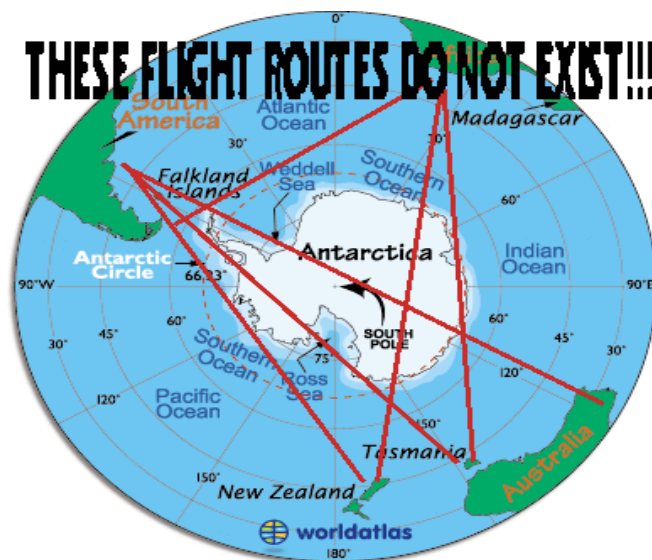 0°
THESE FLIGHT ROUTES DO NOT EXIST!!!
Africa
South
America
Atlantic
Ocean
Madagascar
30°
Falkland
Islands
Weddell
Sea
Southern
Ocean
30°
60°
Antarctica
Indian
Ocean
Antarctic
Circle
66.33°
90°W
90°E
SOUTH
POLE
30°
45°
60°
75°
60°
45°
30°
Southern
Ocean
Ross
Sea
120°
120°
Pacific
Ocean
60°
150°
150°
Tasmania
Australia
New Zealand
worldatlas
180°